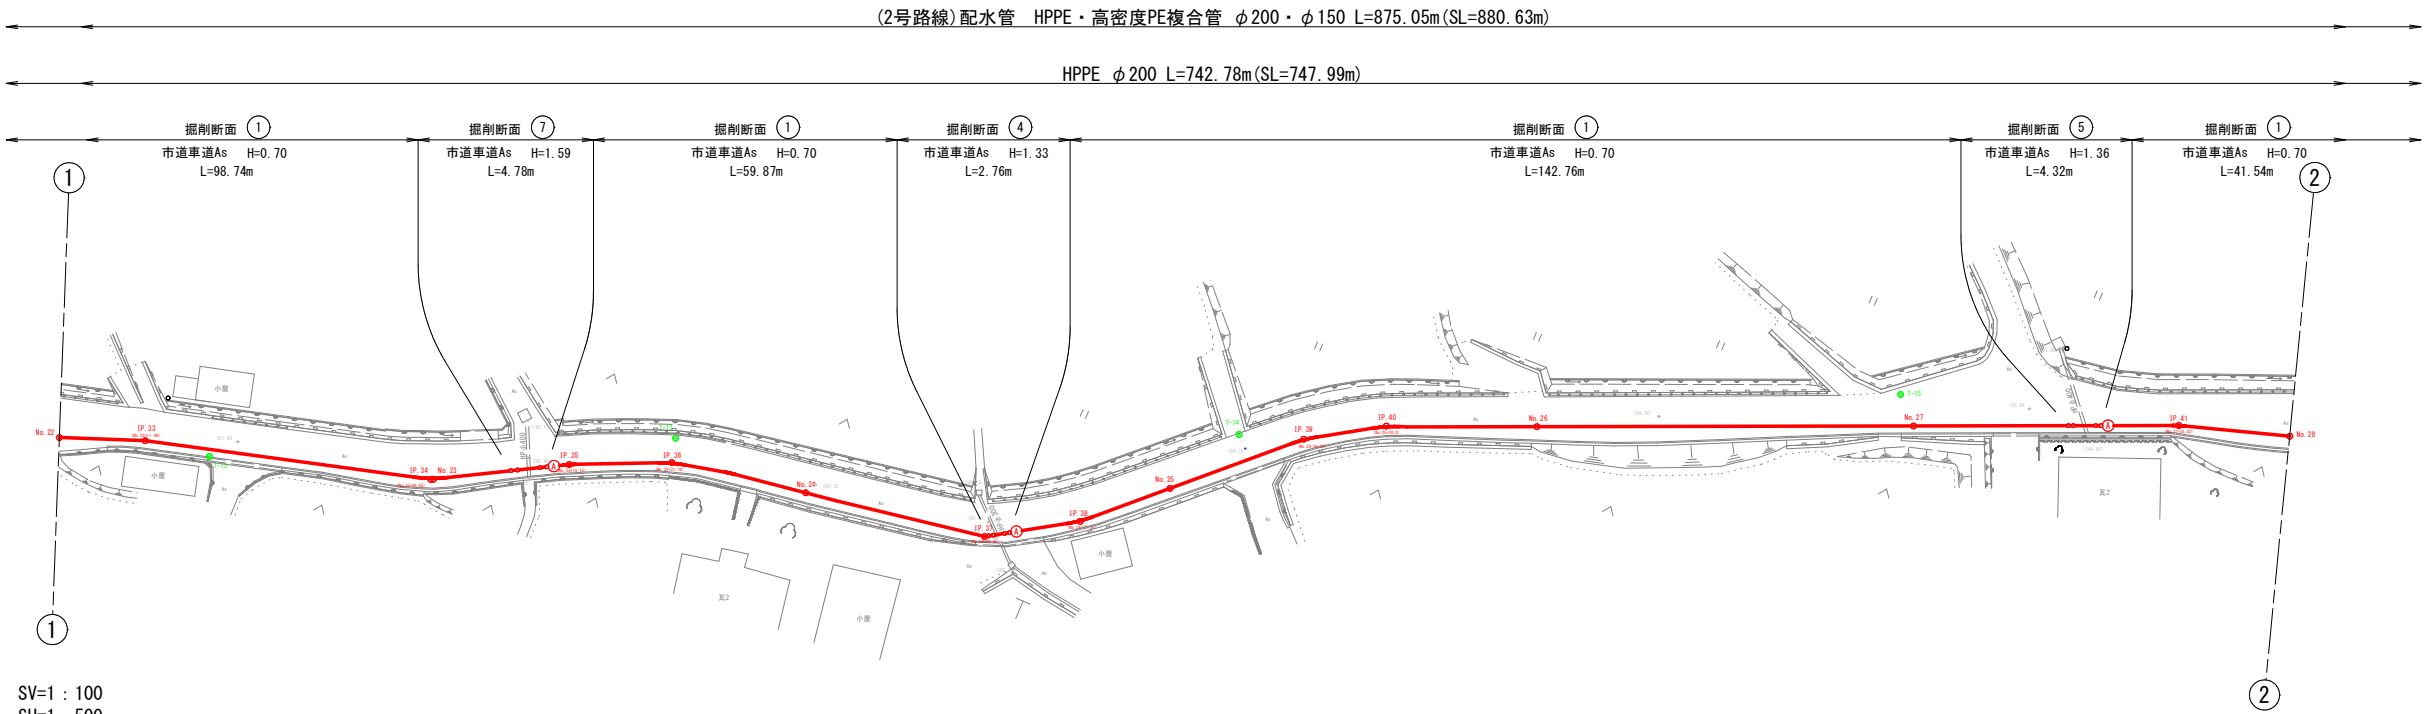 (2号路線)配水管 HPPE・高密度PE複合管 φ200・φ150 L=875.05m(SL=880.63m)
HPPE φ200 L=742.78m(SL=747.99m)
掘削断面 1
市道車道As H=0.70
L=98.74m
掘削断面 7
市道車道As H=1.59
L=4.78m
掘削断面 1
市道車道As H=0.70
L=59.87m
掘削断面 4
市道車道As H=1.33
L=2.76m
掘削断面 1
市道車道As H=0.70
L=142.76m
掘削断面 5
市道車道As H=1.36
L=4.32m
掘削断面 1
市道車道As H=0.70
L=41.54m
1
2
No.22
IP.33
小屋
小屋
IP.34
No.23
HPφ400
A
IP.35
IP.36
No.24
瓦2
小屋
IP.37
HPφ300
A
IP.38
小屋
No.25
T-14
IP.39
IP.40
No.26
No.27
T-15
A
IP.41
No.28
瓦2
1
2
SV=1 : 100